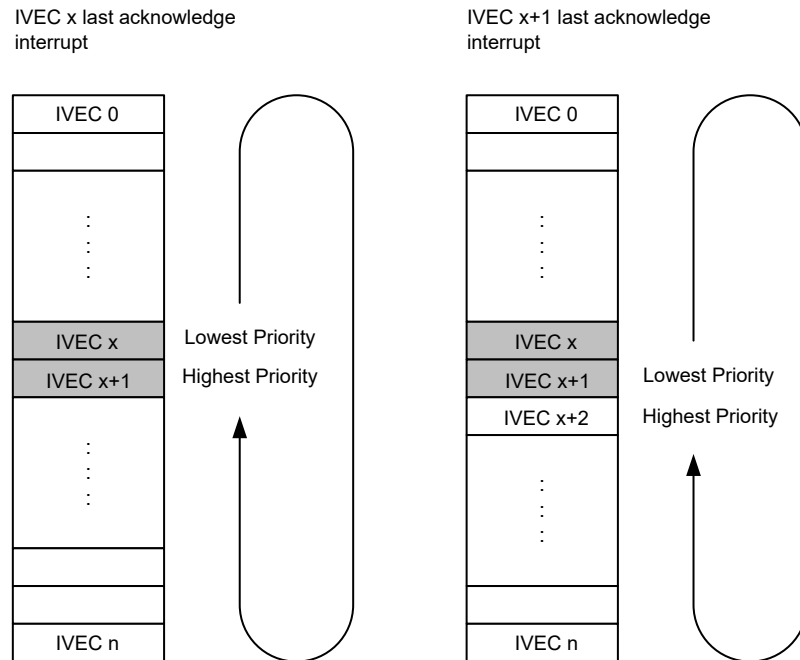 IVEC x last acknowledge
interrupt
IVEC 0
⋮
IVEC x
Lowest Priority
IVEC x+1
Highest Priority
⋮
IVEC n
IVEC x+1 last acknowledge
interrupt
IVEC 0
⋮
IVEC x
IVEC x+1
Lowest Priority
IVEC x+2
Highest Priority
⋮
IVEC n